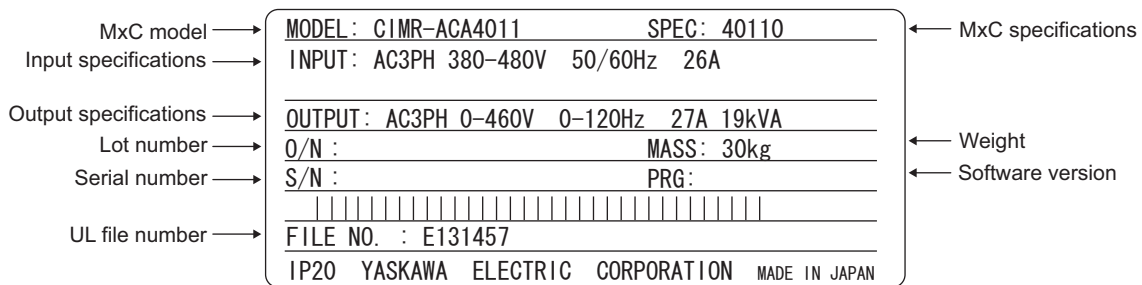 MxC model MODEL: CIMR-ACA4011 SPEC: 40110 MxC specifications
Input specifications INPUT: AC3PH 380-480V 50/60Hz 26A
Output specifications OUTPUT: AC3PH 0-460V 0-120Hz 27A 19kVA
Lot number O/N : MASS: 30kg Weight
Serial number S/N : PRG: Software version
UL file number FILE NO. : E131457
IP20 YASKAWA ELECTRIC CORPORATION MADE IN JAPAN